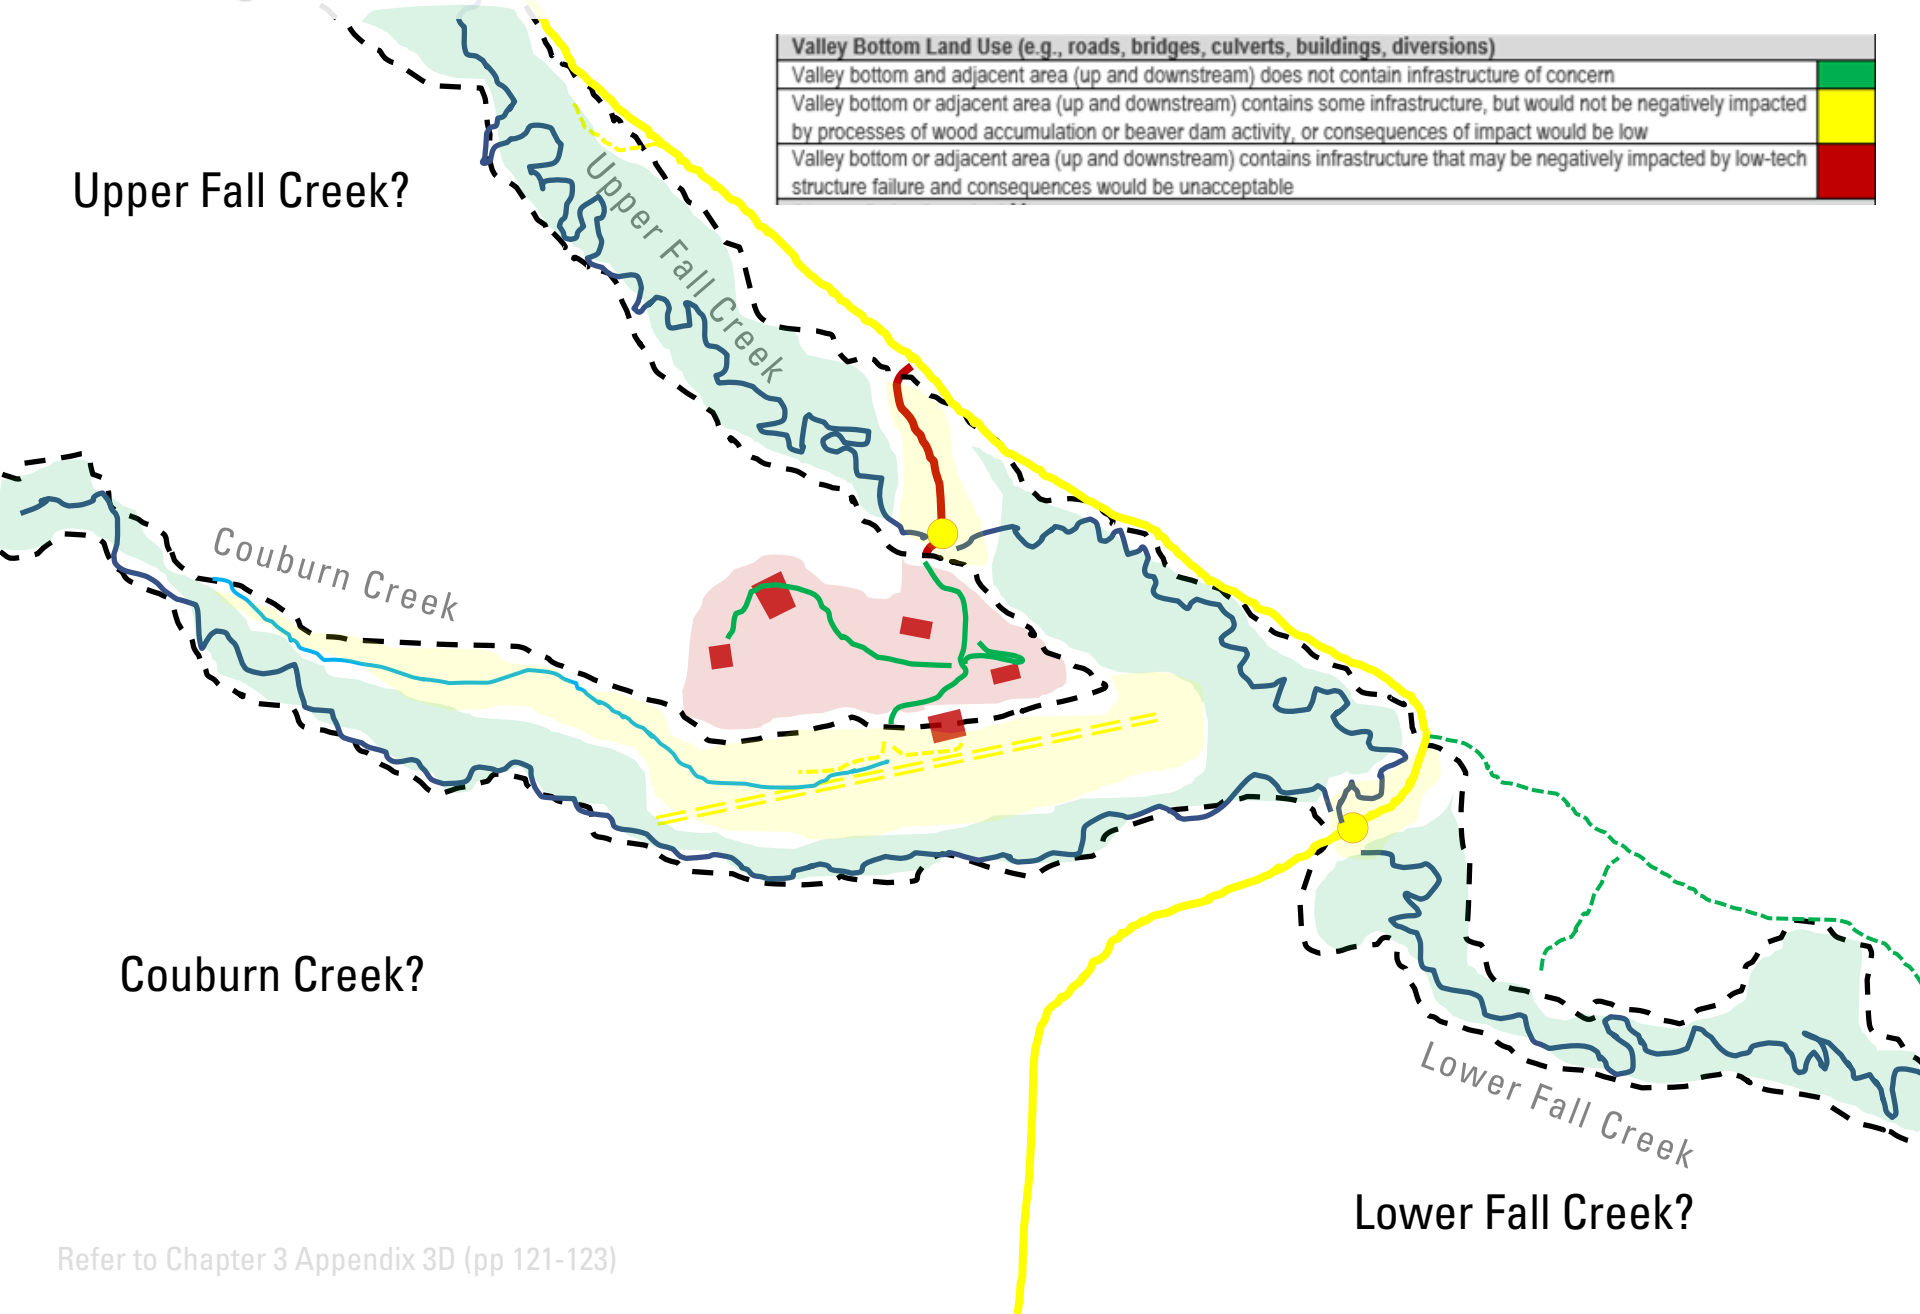 Valley Bottom Land Use (e.g., roads, bridges, culverts, buildings, diversions)
Valley bottom and adjacent area (up and downstream) does not contain infrastructure of concern
Valley bottom or adjacent area (up and downstream) contains some infrastructure, but would not be negatively impacted
by processes of wood accumulation or beaver dam activity, or consequences of impact would be low
Valley bottom or adjacent area (up and downstream) contains infrastructure that may be negatively impacted by low-tech
structure failure and consequences would be unacceptable
Upper Fall Creek?
Upper Fall Creek
Couburn Creek
Couburn Creek?
Lower Fall Creek
Lower Fall Creek?
Refer to Chapter 3 Appendix 3D (pp 121-123)